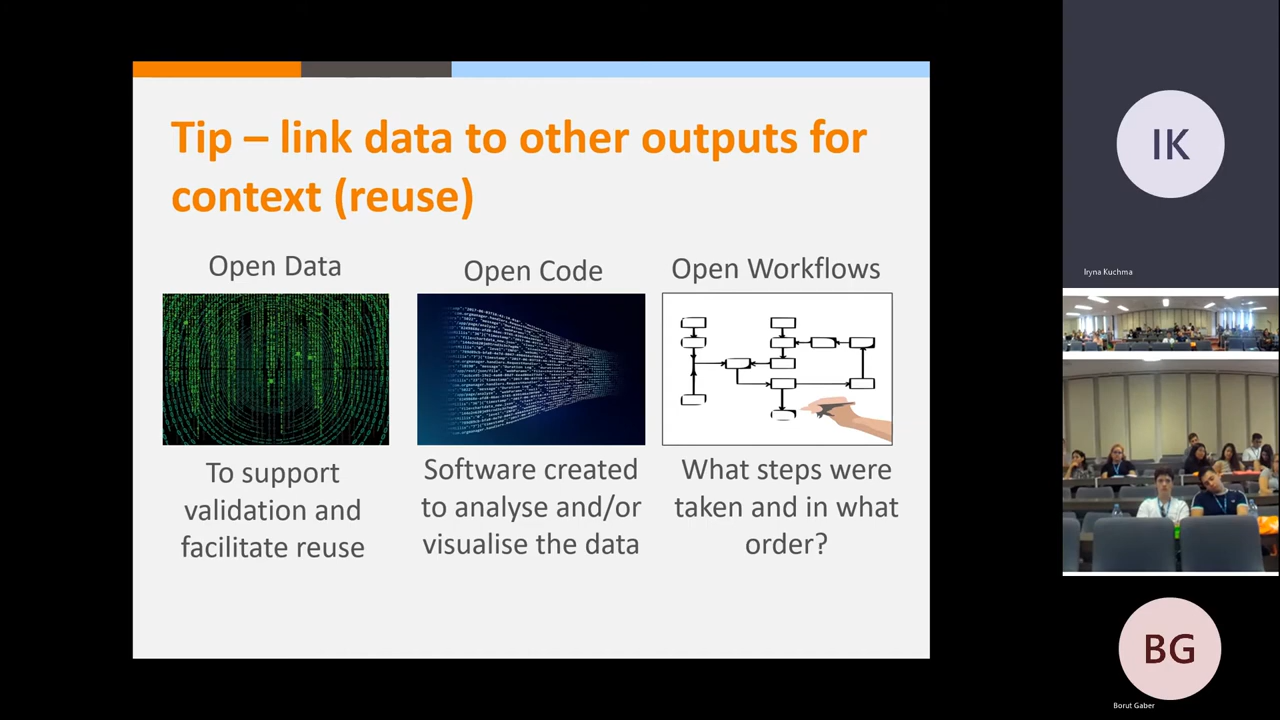 Tip – link data to other outputs for
context (reuse)
Open Data
Open Code
Open Workflows
To support
validation and
facilitate reuse
Software created
to analyse and/or
visualise the data
What steps were
taken and in what
order?
IK
Iryna Kuchma
BG
Borut Gaber